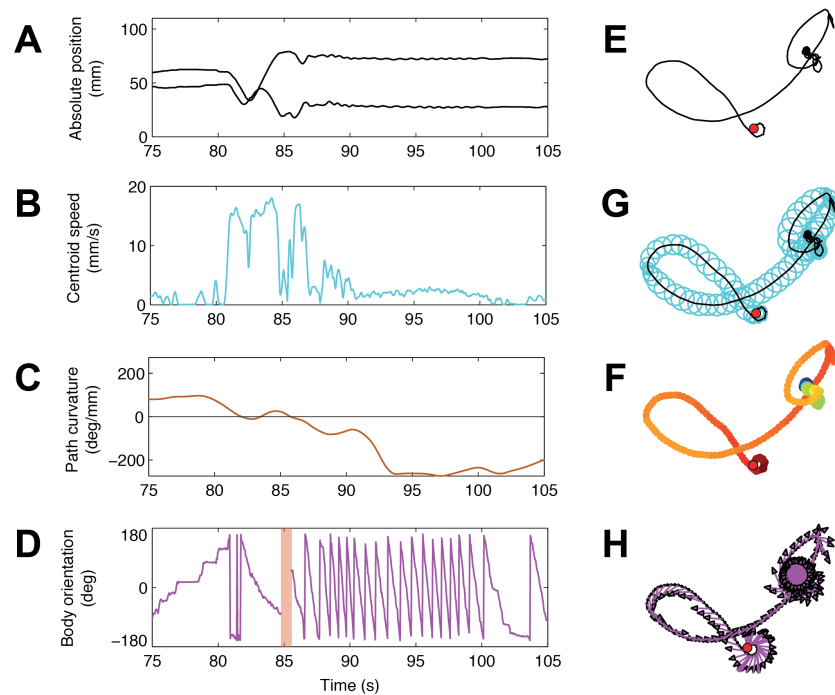 A
Absolute position
(mm)
100
50
0
75 80 85 90 95 100 105
E
B
Centroid speed
(mm/s)
20
10
0
75 80 85 90 95 100 105
G
C
Path curvature
(deg/mm)
200
0
−200
75 80 85 90 95 100 105
F
D
Body orientation
(deg)
180
0
−180
75 80 85 90 95 100 105
Time (s)
H